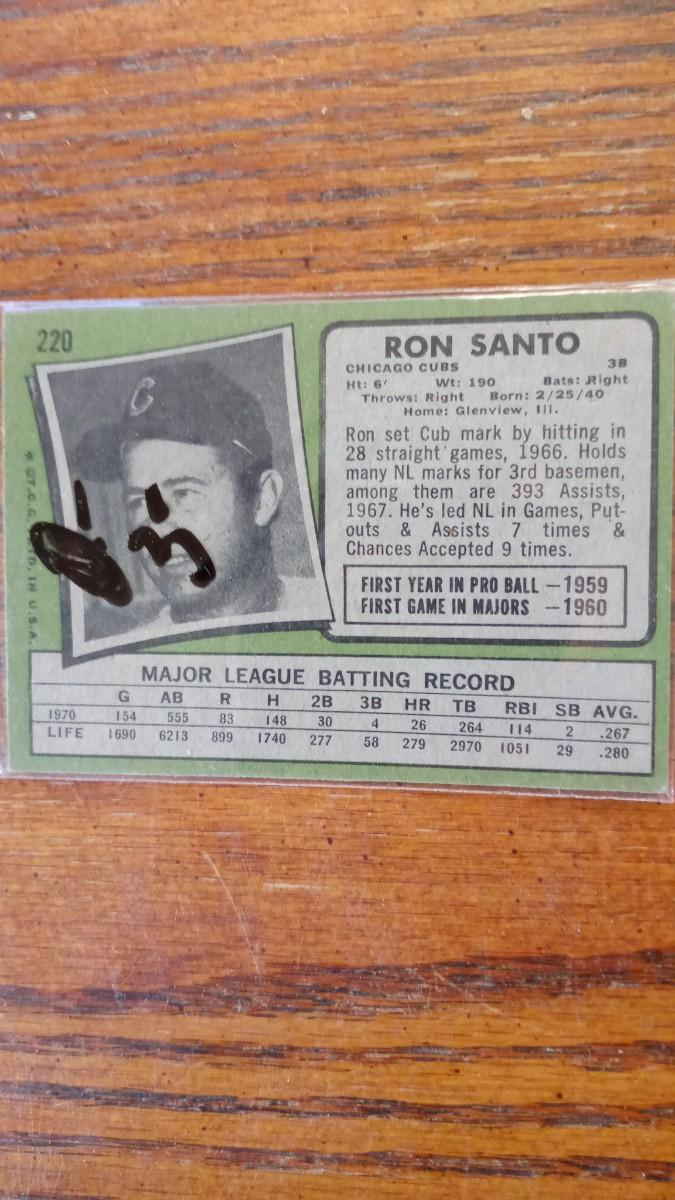 220
C
RON SANTO
CHICAGO CUBS 3B
Ht: 6' Wt: 190 Bats: Right
Throws: Right Born: 2/25/40
Home: Glenview, Ill.
Ron set Cub mark by hitting in
28 straight games, 1966. Holds
many NL marks for 3rd basemen,
among them are 393 Assists,
1967. He's led NL in Games, Put-
outs & Assists 7 times &
Chances Accepted 9 times.
FIRST YEAR IN PRO BALL —1959
FIRST GAME IN MAJORS —1960
MAJOR LEAGUE BATTING RECORD
G AB R H 2B 3B HR TB RBI SB AVG.
1970 154 555 83 148 30 4 26 264 114 2 .267
LIFE 1690 6213 899 1740 277 58 279 2970 1051 29 .280
IN U.S.A.